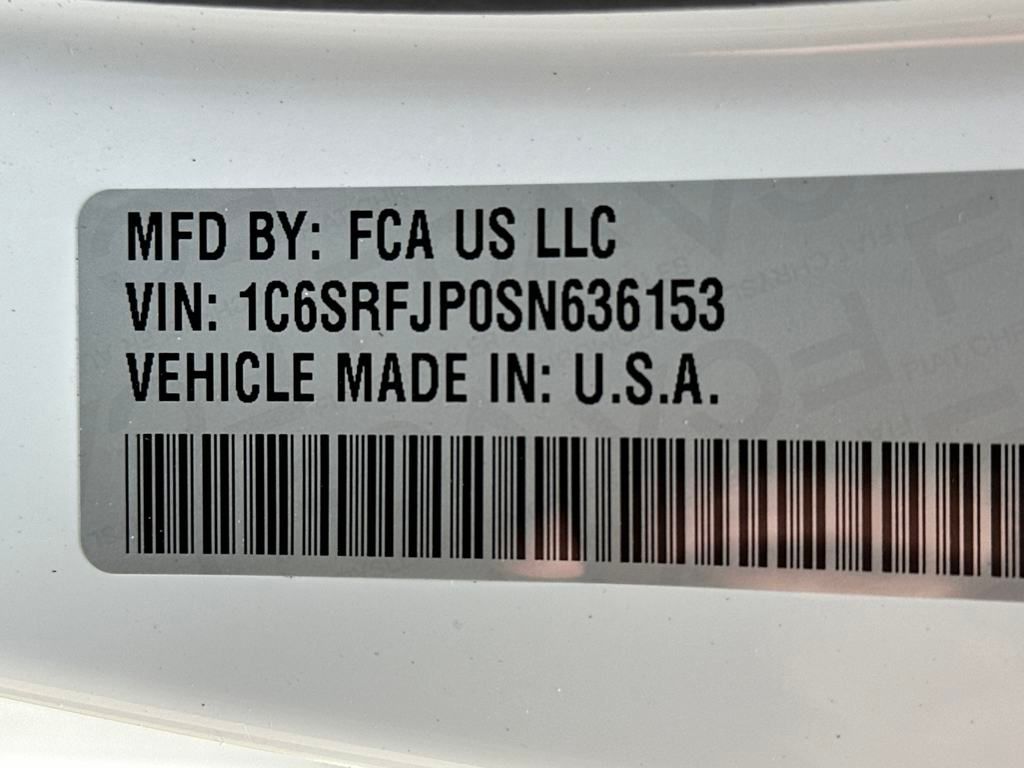 MFD BY: FCA US LLC
VIN: 1C6SRFJP0SN636153
VEHICLE MADE IN: U.S.A.